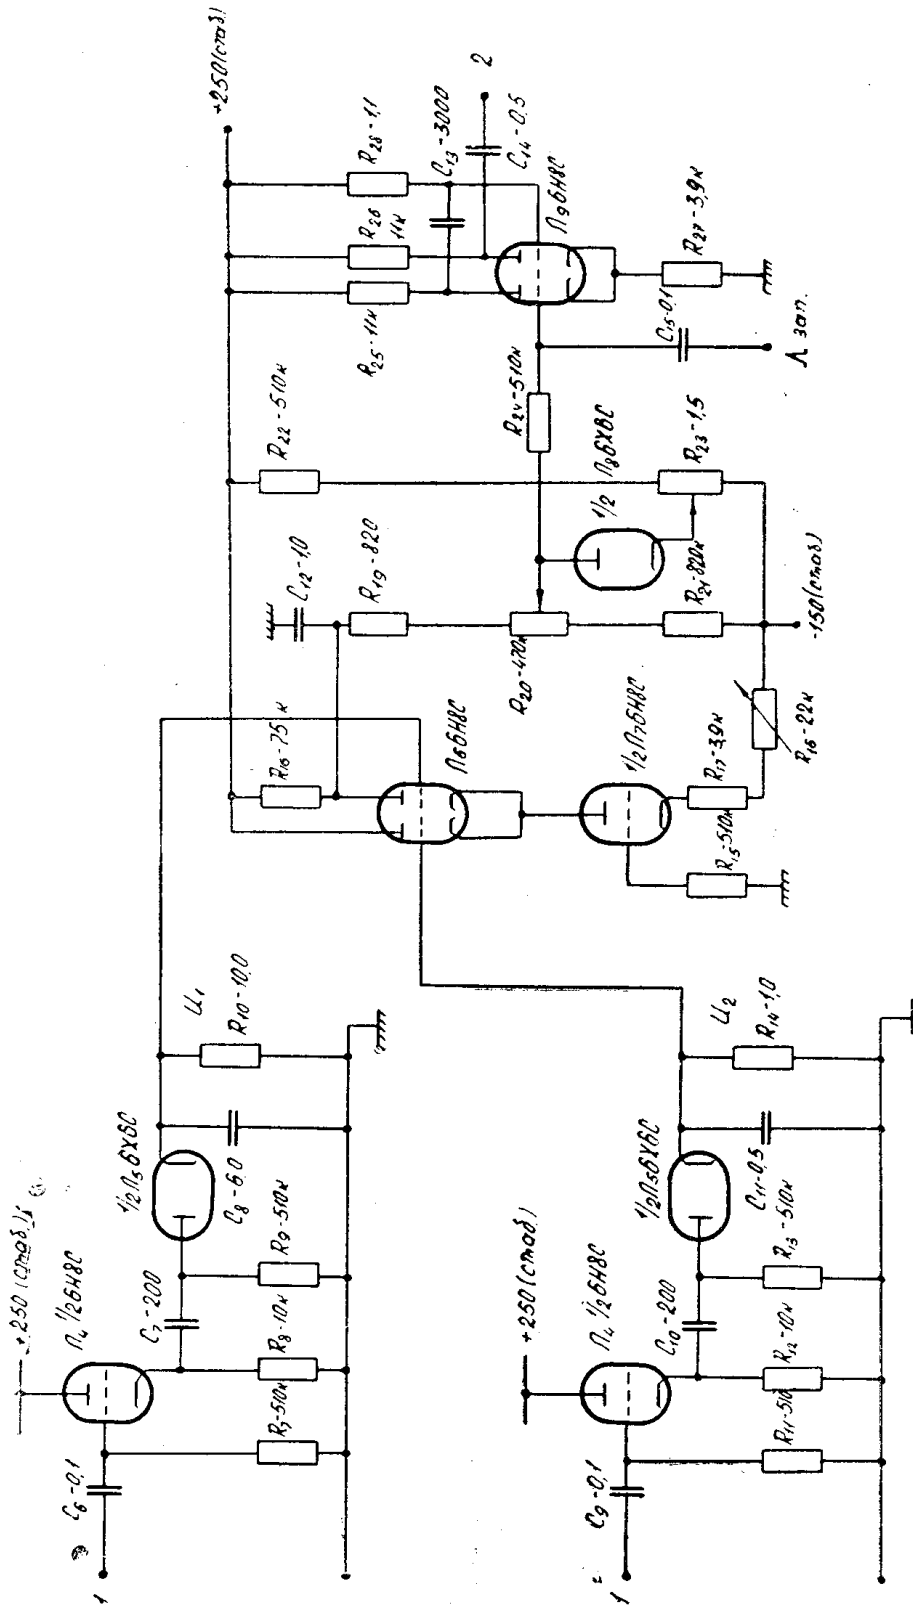 +250 (стаб)
Л4 1/2 6Н8С
1
C6-0,1
R7-510к
R8-10к
C7-200
R9-510к
1/2 Л5 6Х6С
C8-6,0
U1
R10-10,0
+250 (стаб)
Л4 1/2 6Н8С
1
C9-0,1
R11-510
R12-10к
C10-200
R13-510к
1/2 Л5 6Х6С
C11-0,5
U2
R14-1,0
R16-75к
Л6 6Н8С
1/2 Л7 6Н8С
R15-510к
R17-3,9к
R18-22к
C12-1,0
R19-820
R20-470к
R21-820к
-150 (стаб)
R22-510к
1/2 Л8 6Х6С
R23-1,5
R24-510к
+250 (стаб)
R25-11к
R26
11к
R28-1,1
C13-3000
C14-0,5
2
Л9 6Н8С
C15-0,1
R27-3,9к
Λ зап.